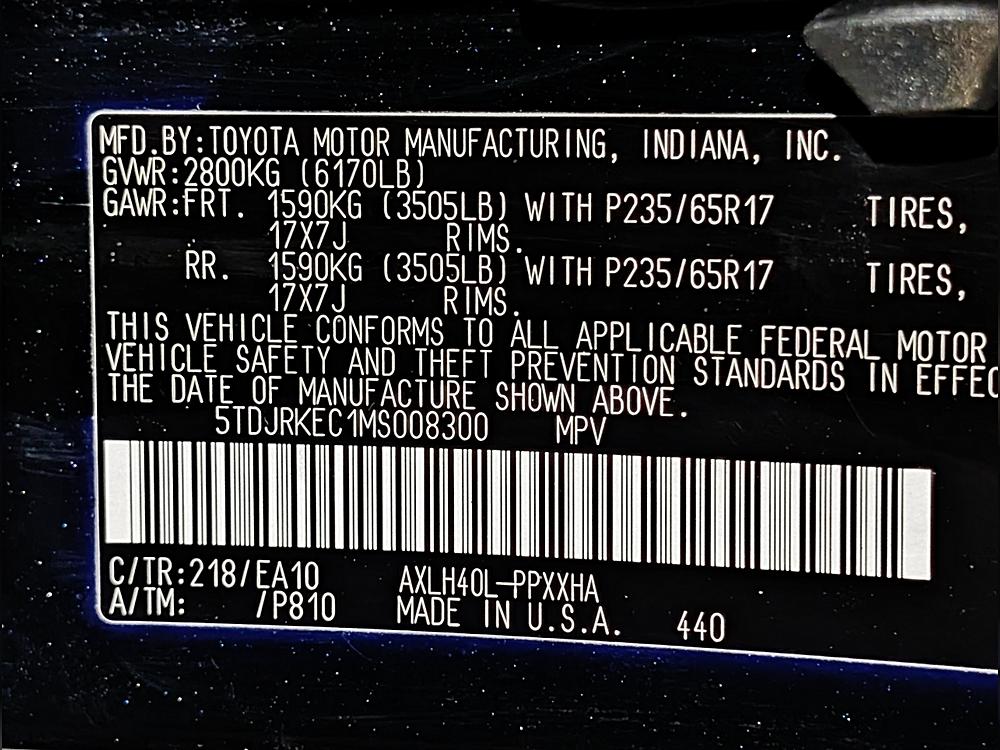 MFD.BY:TOYOTA MOTOR MANUFACTURING, INDIANA, INC.
GVWR:2800KG (6170LB)
GAWR:FRT. 1590KG (3505LB) WITH P235/65R17 TIRES,
17X7J RIMS.
RR. 1590KG (3505LB) WITH P235/65R17 TIRES,
17X7J RIMS.
THIS VEHICLE CONFORMS TO ALL APPLICABLE FEDERAL MOTOR
VEHICLE SAFETY AND THEFT PREVENTION STANDARDS IN EFFEC
THE DATE OF MANUFACTURE SHOWN ABOVE.
5TDJRKEC1MS008300 MPV
C/TR:218/EA10 AXLH40L-PPXXHA
A/TM: /P810 MADE IN U.S.A. 440